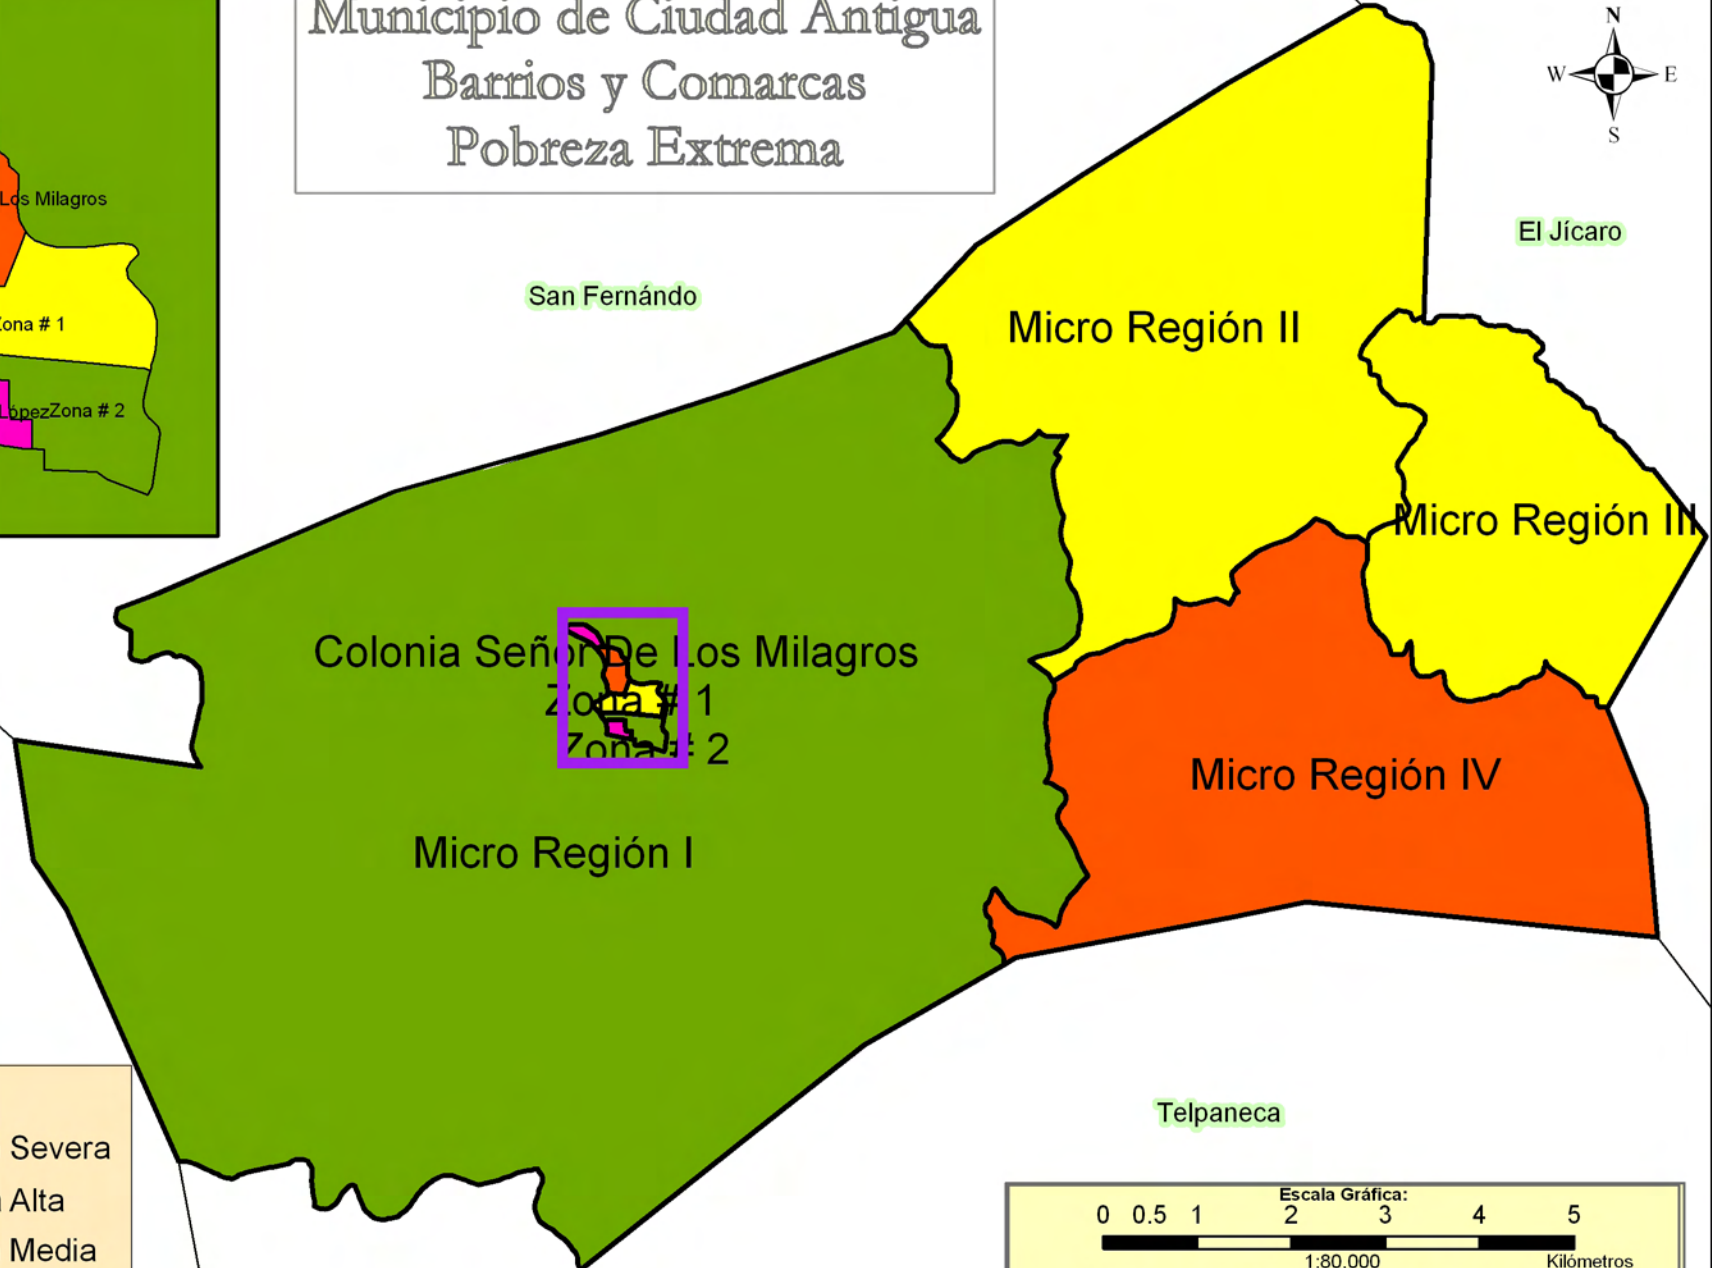 Municipio de Ciudad Antigua
Barrios y Comarcas
Pobreza Extrema
N
W
E
S
Los Milagros
Zona # 1
López
Zona # 2
San Fernándo
El Jícaro
Micro Región II
Micro Región III
Colonia Señor De Los Milagros
Zona # 1
Zona # 2
Micro Región IV
Micro Región I
Telpaneca
Severa
Alta
Media
Escala Gráfica:
0 0.5 1 2 3 4 5
1:80,000
Kilómetros